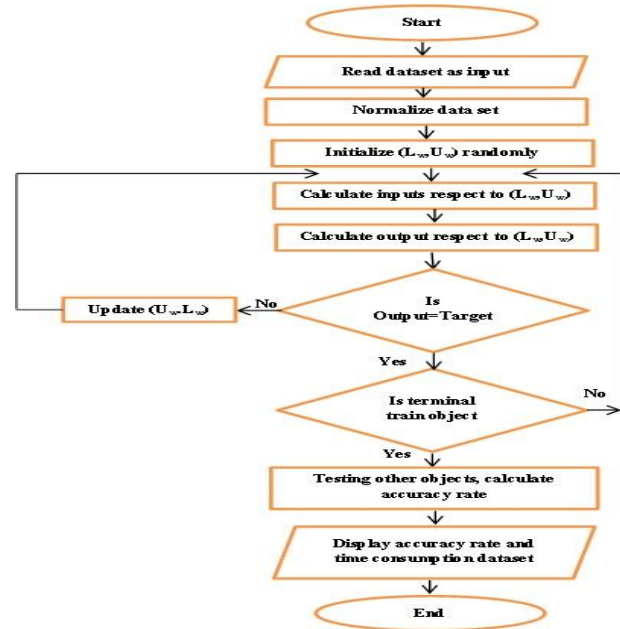 Start
Read dataset as input
Normalize data set
Initialize (Lw,Uw) randomly
Calculate inputs respect to (Lw,Uw)
Calculate output respect to (Lw,Uw)
Is
Output=Target
No
Update (Uw,Lw)
Yes
Is terminal
train object
No
Yes
Testing other objects, calculate
accuracy rate
Display accuracy rate and
time consumption dataset
End